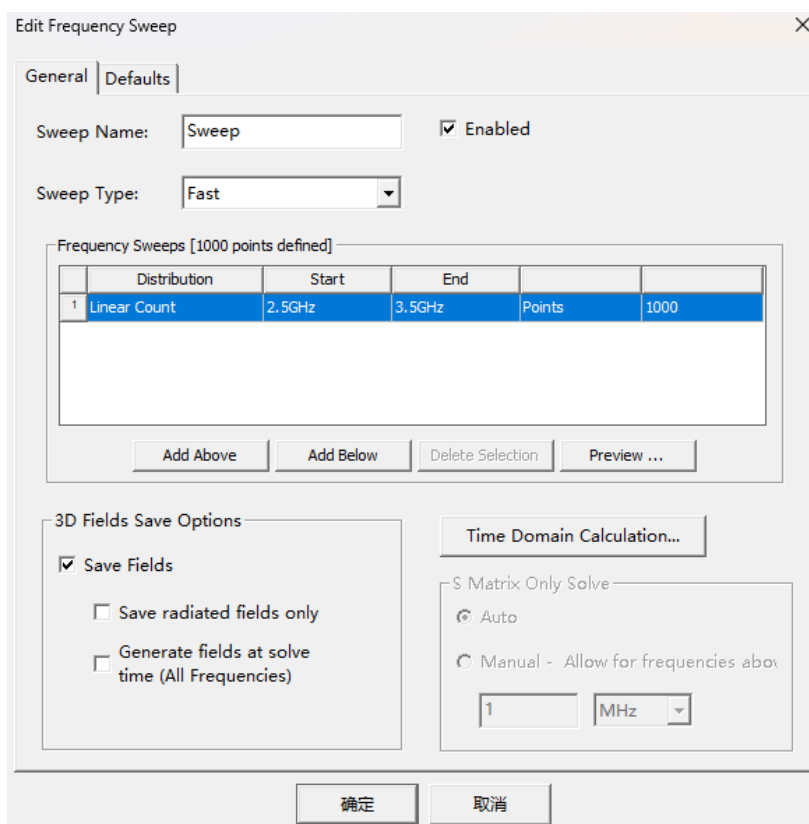 Edit Frequency Sweep
General Defaults
Sweep Name: Sweep Enabled
Sweep Type: Fast
Frequency Sweeps [1000 points defined]
Distribution Start End
1 Linear Count 2.5GHz 3.5GHz Points 1000
Add Above Add Below Delete Selection Preview ...
3D Fields Save Options
Save Fields
Save radiated fields only
Generate fields at solve
time (All Frequencies)
Time Domain Calculation...
S Matrix Only Solve
Auto
Manual - Allow for frequencies abov
1 MHz
确定 取消